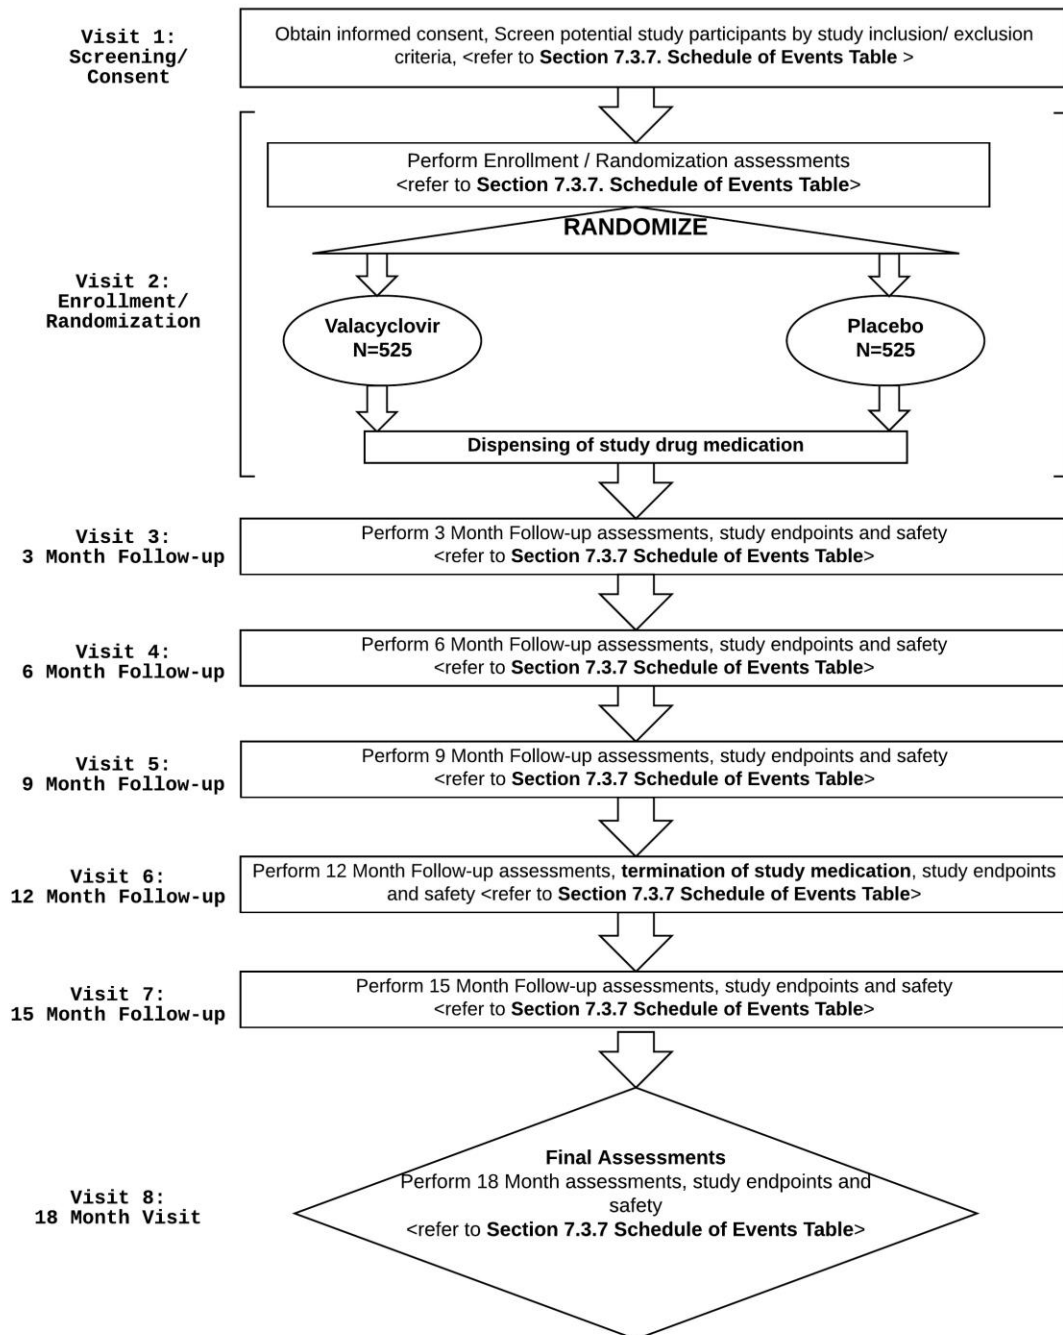 Visit 1:
Screening/
Consent
Obtain informed consent, Screen potential study participants by study inclusion/ exclusion
criteria, <refer to Section 7.3.7. Schedule of Events Table >
Visit 2:
Enrollment/
Randomization
Perform Enrollment / Randomization assessments
<refer to Section 7.3.7. Schedule of Events Table>
RANDOMIZE
Valacyclovir
N=525
Placebo
N=525
Dispensing of study drug medication
Visit 3:
3 Month Follow-up
Perform 3 Month Follow-up assessments, study endpoints and safety
<refer to Section 7.3.7 Schedule of Events Table>
Visit 4:
6 Month Follow-up
Perform 6 Month Follow-up assessments, study endpoints and safety
<refer to Section 7.3.7 Schedule of Events Table>
Visit 5:
9 Month Follow-up
Perform 9 Month Follow-up assessments, study endpoints and safety
<refer to Section 7.3.7 Schedule of Events Table>
Visit 6:
12 Month Follow-up
Perform 12 Month Follow-up assessments, termination of study medication, study endpoints
and safety <refer to Section 7.3.7 Schedule of Events Table>
Visit 7:
15 Month Follow-up
Perform 15 Month Follow-up assessments, study endpoints and safety
<refer to Section 7.3.7 Schedule of Events Table>
Visit 8:
18 Month Visit
Final Assessments
Perform 18 Month assessments, study endpoints and
safety
<refer to Section 7.3.7 Schedule of Events Table>